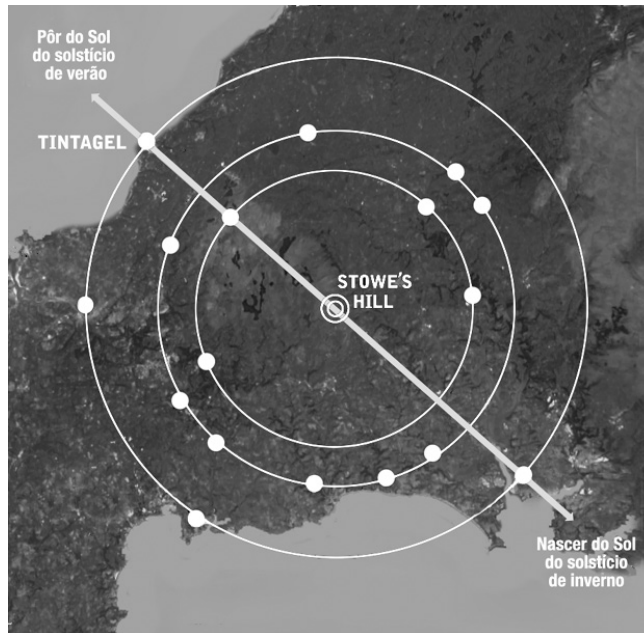 Pôr do Sol
do solstício
de verão
TINTAGEL
STOWE'S
HILL
Nascer do Sol
do solstício
de inverno